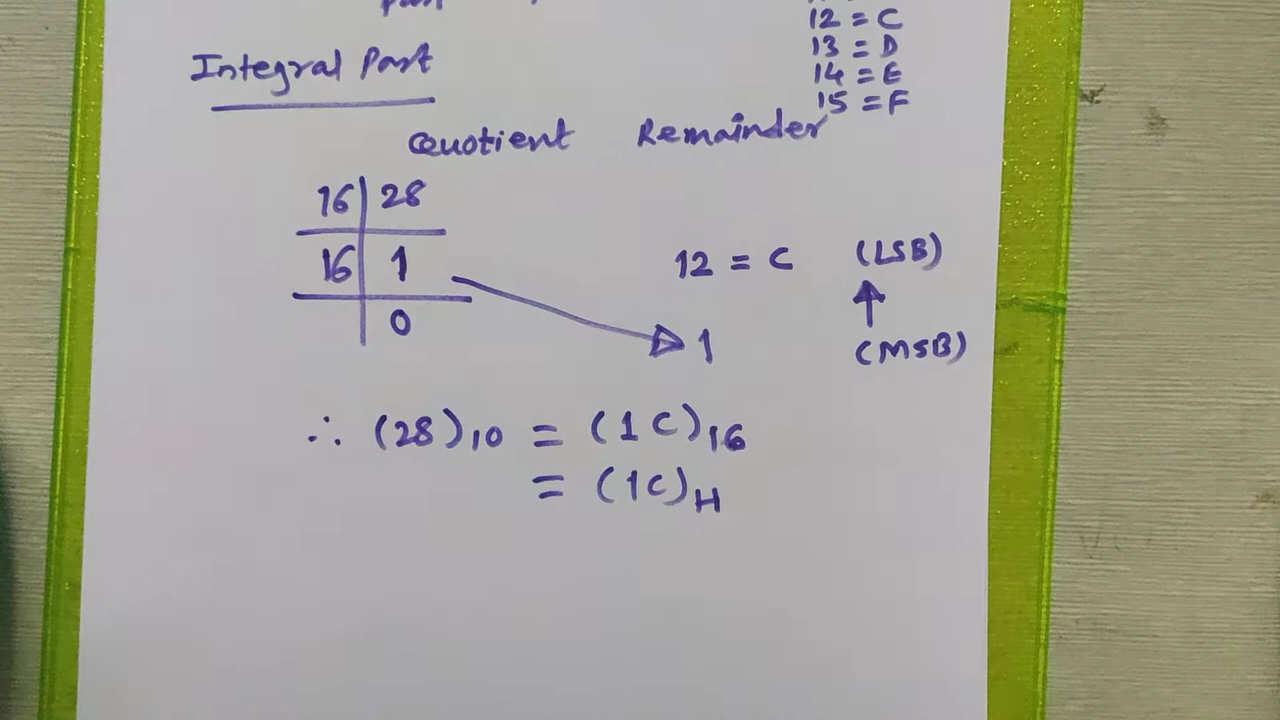 12 = C
13 = D
14 = E
15 = F
Integral Part
Quotient Remainder
16 28
16 1 12 = C (LSB)
0 1 (MSB)
∴ (28)10 = (1C)16
= (1C)H